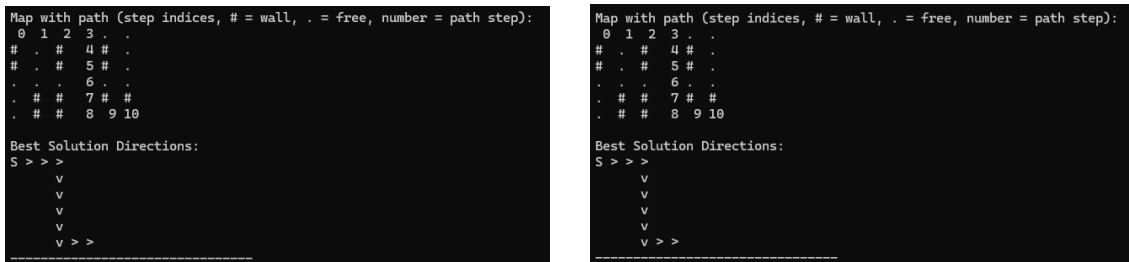 Map with path (step indices, # = wall, . = free, number = path step):
 0  1  2  3 .  .
#  .  #   4 #  .
#  .  #   5 #  .
.  .  .   6 .  .
.  #  #   7 #  #
.  #  #   8  9 10
Best Solution Directions:
S > > >
      v
      v
      v
      v
      v > >
--------------------------------
Map with path (step indices, # = wall, . = free, number = path step):
 0  1  2  3 .  .
#  .  #   4 #  .
#  .  #   5 #  .
.  .  .   6 .  .
.  #  #   7 #  #
.  #  #   8  9 10
Best Solution Directions:
S > > >
      v
      v
      v
      v
      v > >
--------------------------------